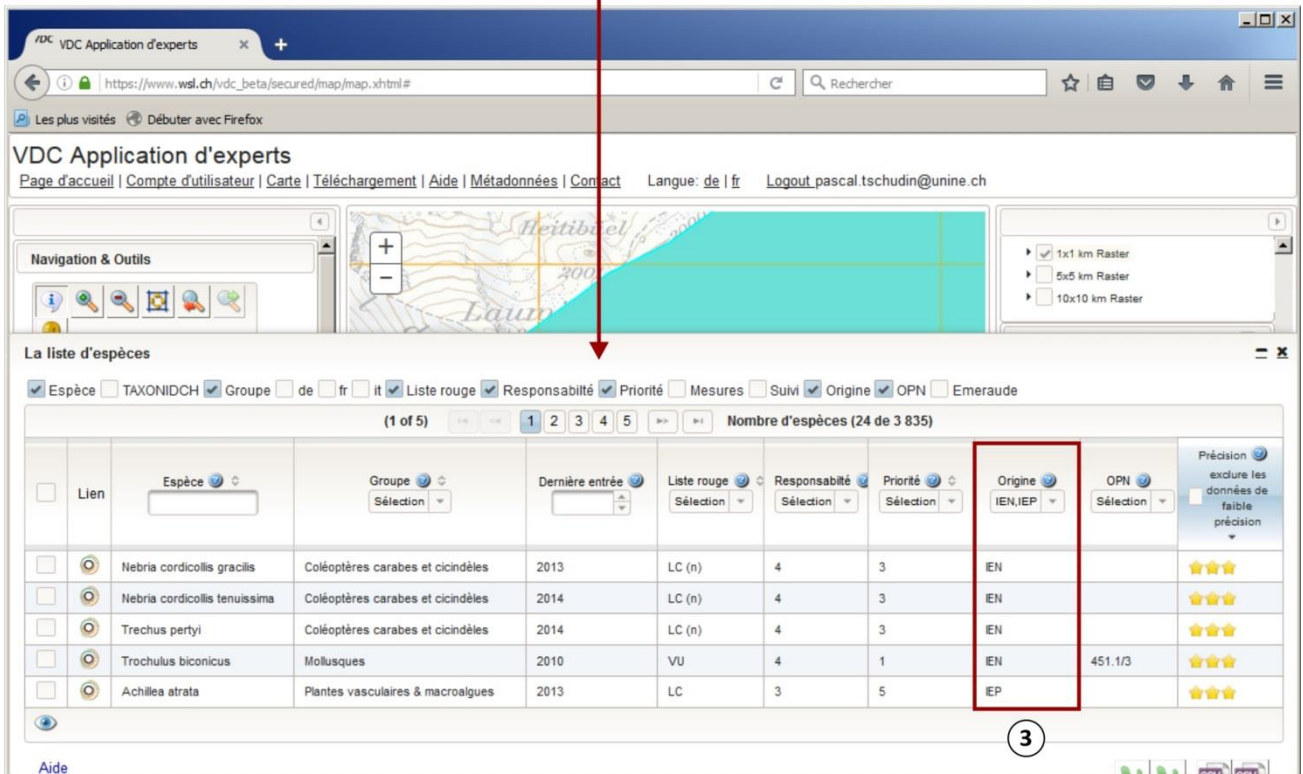 VDC VDC Application d'experts
https://www.wsl.ch/vdc_beta/secured/map/map.xhtml#
Rechercher
Les plus visités Débuter avec Firefox
VDC Application d'experts
Page d'accueil | Compte d'utilisateur | Carte | Téléchargement | Aide | Métadonnées | Contact Langue: de | fr Logout pascal.tschudin@unine.ch
Navigation & Outils
Heitibüel
200
+
−
200
1x1 km Raster
5x5 km Raster
10x10 km Raster
La liste d'espèces
Espèce TAXONIDCH Groupe de fr it Liste rouge Responsabilté Priorité Mesures Suivi Origine OPN Emeraude
(1 of 5) 1 2 3 4 5 Nombre d'espèces (24 de 3 835)
Lien Espèce Groupe Sélection Dernière entrée Liste rouge Sélection Responsabilté Sélection Priorité Sélection Origine IEN,IEP OPN Sélection Précision exclure les données de faible précision
Nebria cordicollis gracilis Coléoptères carabes et cicindèles 2013 LC (n) 4 3 IEN
Nebria cordicollis tenuissima Coléoptères carabes et cicindèles 2014 LC (n) 4 3 IEN
Trechus pertyi Coléoptères carabes et cicindèles 2014 LC (n) 4 3 IEN
Trochulus biconicus Mollusques 2010 VU 4 1 IEN 451.1/3
Achillea atrata Plantes vasculaires & macroalgues 2013 LC 3 5 IEP
3
Aide